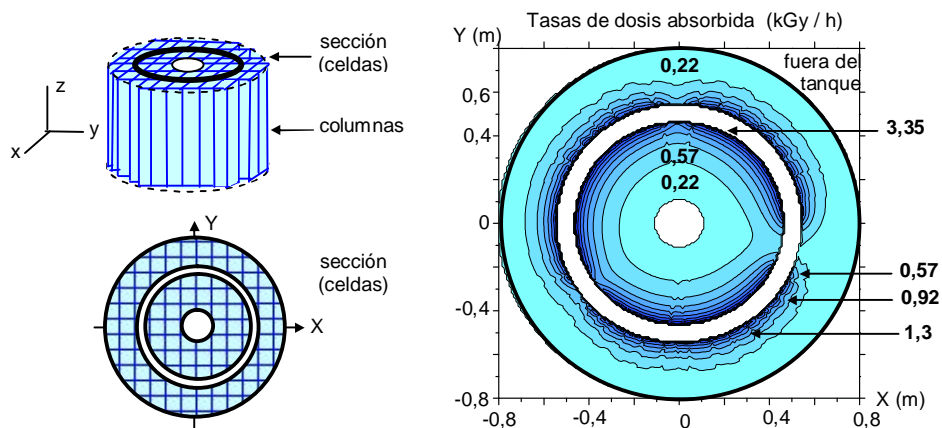 sección
(celdas)
z
y
x
columnas
Y
sección
(celdas)
X
Tasas de dosis absorbida (kGy / h)
Y (m)
fuera del
tanque
0,22
0,6
0,4
3,35
0,57
0,22
0
0,57
-0,4
0,92
1,3
-0,8
X (m)
-0,8
-0,4
0
0,4
0,8